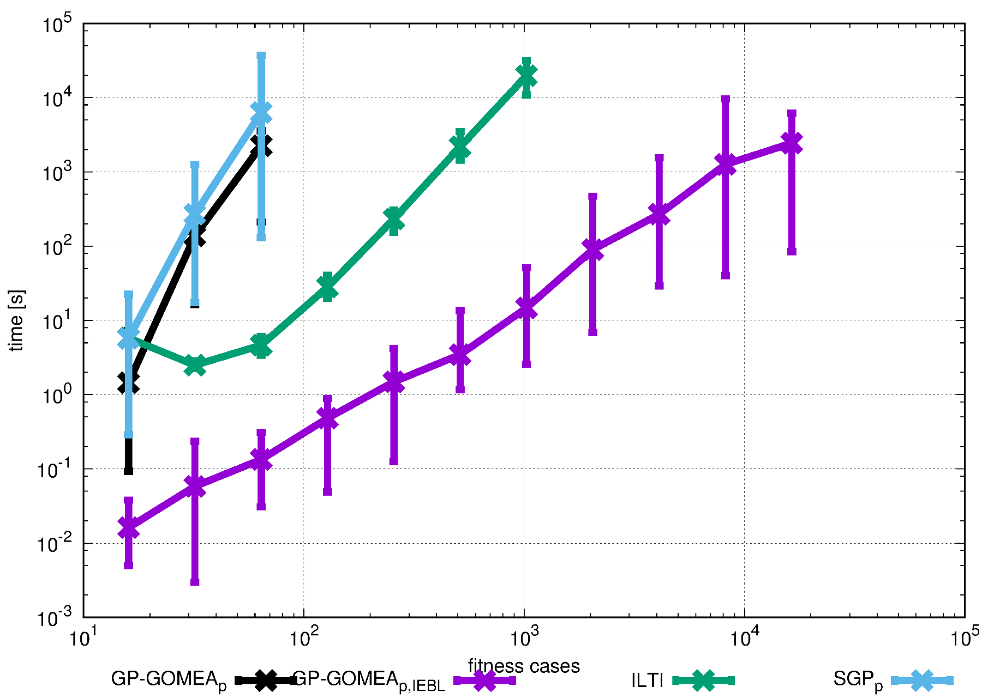 10^5
10^4
10^3
10^2
10^1
10^0
10^-1
10^-2
10^-3
time [s]
10^1 10^2 10^3 10^4 10^5
fitness cases
GP-GOMEA_p GP-GOMEA_p,IEBL ILTI SGP_p